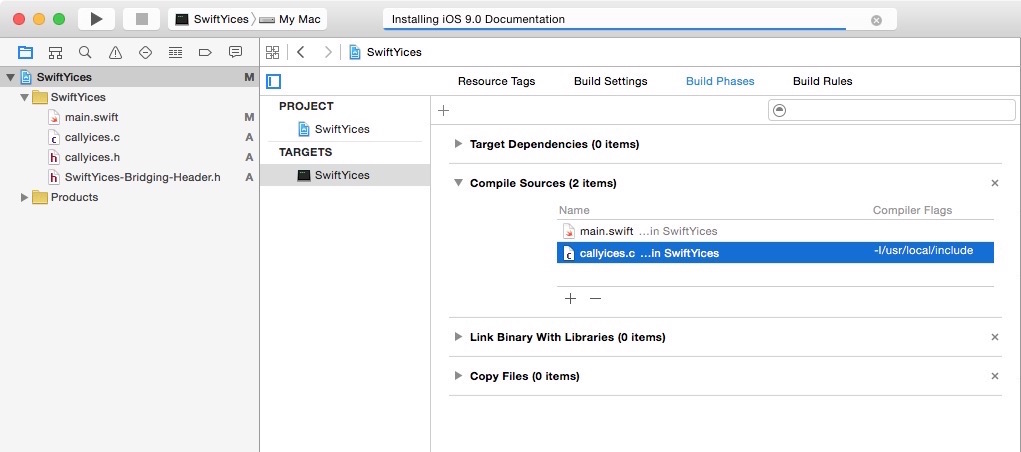 SwiftYices My Mac Installing iOS 9.0 Documentation
SwiftYices
SwiftYices M
SwiftYices
main.swift M
callyices.c A
callyices.h A
SwiftYices-Bridging-Header.h A
Products
Resource Tags Build Settings Build Phases Build Rules
PROJECT
SwiftYices
TARGETS
SwiftYices
Target Dependencies (0 items)
Compile Sources (2 items)
Name Compiler Flags
main.swift ...in SwiftYices
callyices.c ...in SwiftYices -I/usr/local/include
Link Binary With Libraries (0 items)
Copy Files (0 items)